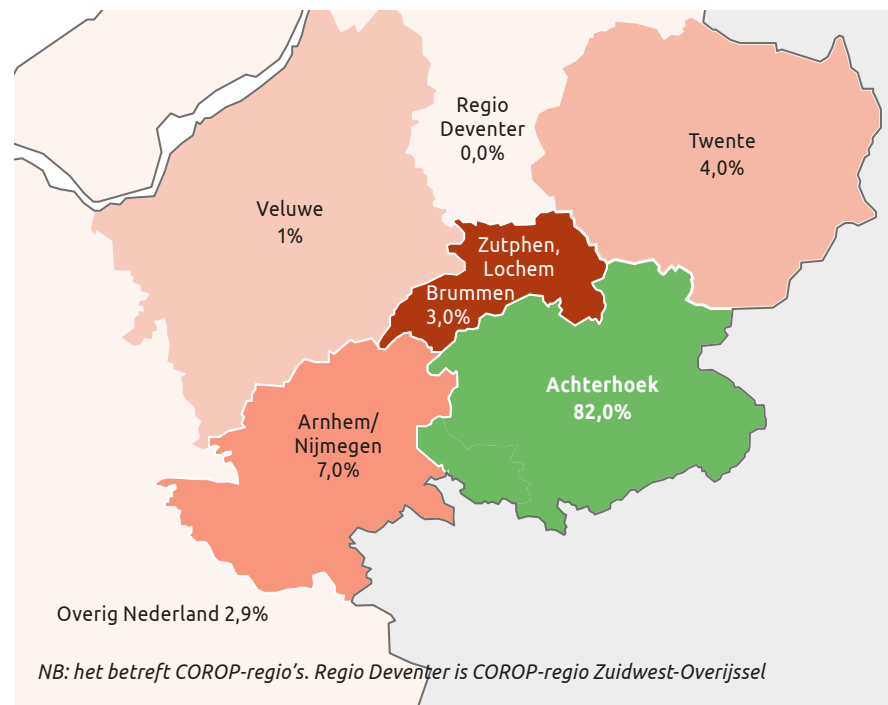 Regio
Deventer
0,0%
Twente
4,0%
Veluwe
1%
Zutphen,
Lochem
Brummen
3,0%
Achterhoek
82,0%
Arnhem/
Nijmegen
7,0%
Overig Nederland 2,9%
NB: het betreft COROP-regio’s. Regio Deventer is COROP-regio Zuidwest-Overijssel